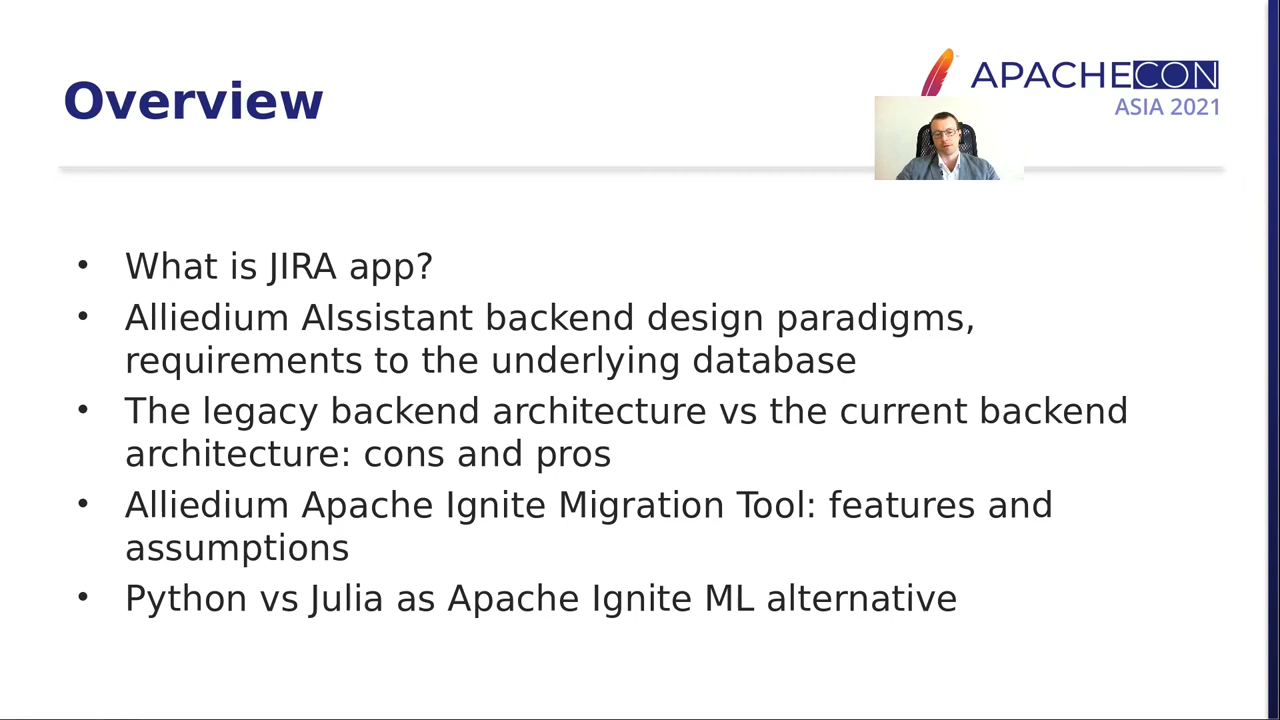 Overview
APACHECON
ASIA 2021
• What is JIRA app?
• Alliedium AIssistant backend design paradigms,
requirements to the underlying database
• The legacy backend architecture vs the current backend
architecture: cons and pros
• Alliedium Apache Ignite Migration Tool: features and
assumptions
• Python vs Julia as Apache Ignite ML alternative